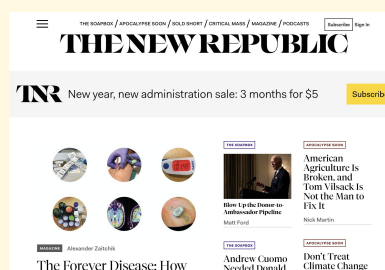 THE SOAPBOX / APOCALYPSE SOON / SOLD SHORT / CRITICAL MASS / MAGAZINE / PODCASTS
Subscribe Sign In
THE NEW REPUBLIC
TNR New year, new administration sale: 3 months for $5
Subscribe
MAGAZINE Alexander Zaitchik
The Forever Disease: How
THE SOAPBOX
Blow Up the Donor-to-
Ambassador Pipeline
Matt Ford
THE SOAPBOX
Andrew Cuomo
Needed Donald
APOCALYPSE SOON
American
Agriculture Is
Broken, and
Tom Vilsack Is
Not the Man to
Fix It
Nick Martin
APOCALYPSE SOON
Don't Treat
Climate Change